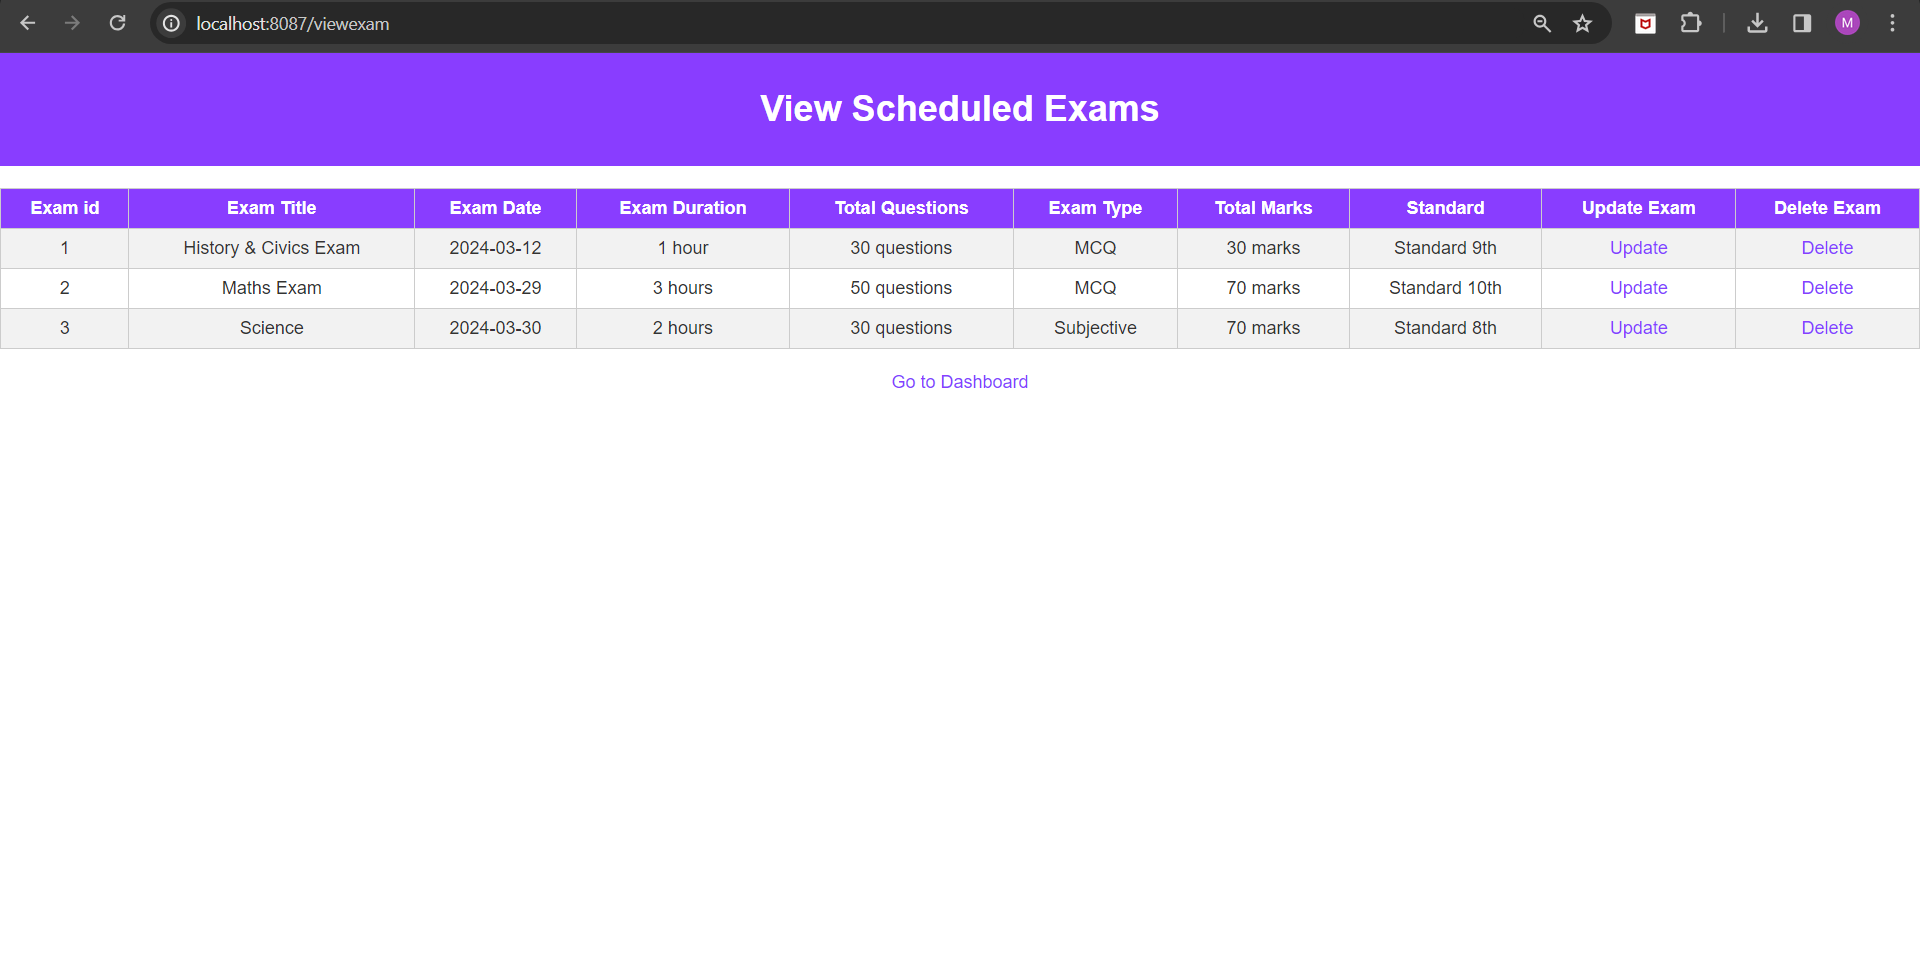 localhost:8087/viewexam
M
View Scheduled Exams
Exam id Exam Title Exam Date Exam Duration Total Questions Exam Type Total Marks Standard Update Exam Delete Exam
1 History & Civics Exam 2024-03-12 1 hour 30 questions MCQ 30 marks Standard 9th Update Delete
2 Maths Exam 2024-03-29 3 hours 50 questions MCQ 70 marks Standard 10th Update Delete
3 Science 2024-03-30 2 hours 30 questions Subjective 70 marks Standard 8th Update Delete
Go to Dashboard